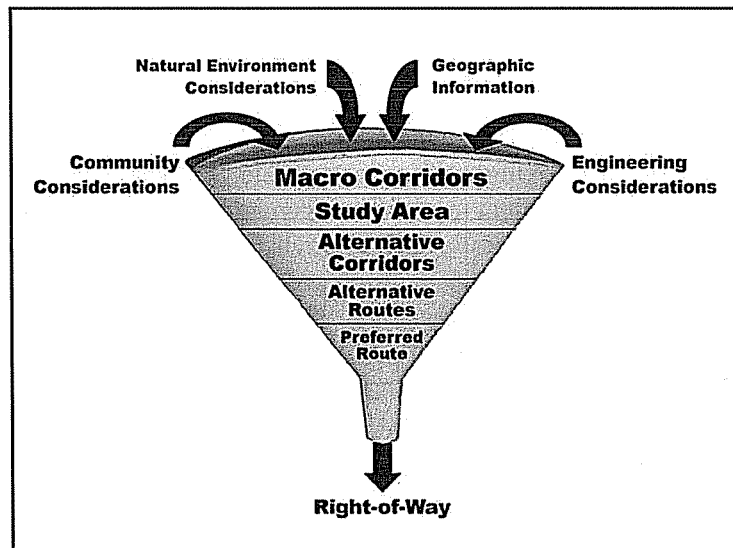 Natural Environment
Considerations
Geographic
Information
Community
Considerations
Engineering
Considerations
Macro Corridors
Study Area
Alternative
Corridors
Alternative
Routes
Preferred
Route
Right-of-Way